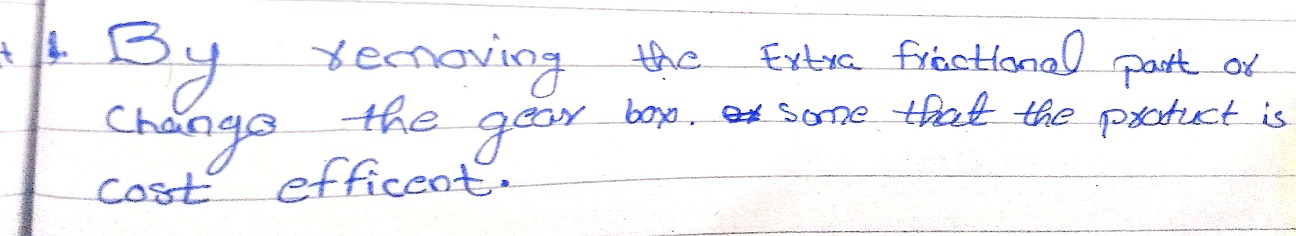 1. By removing the Extra frictional part or
Change the gear box. some that the product is
cost efficent.